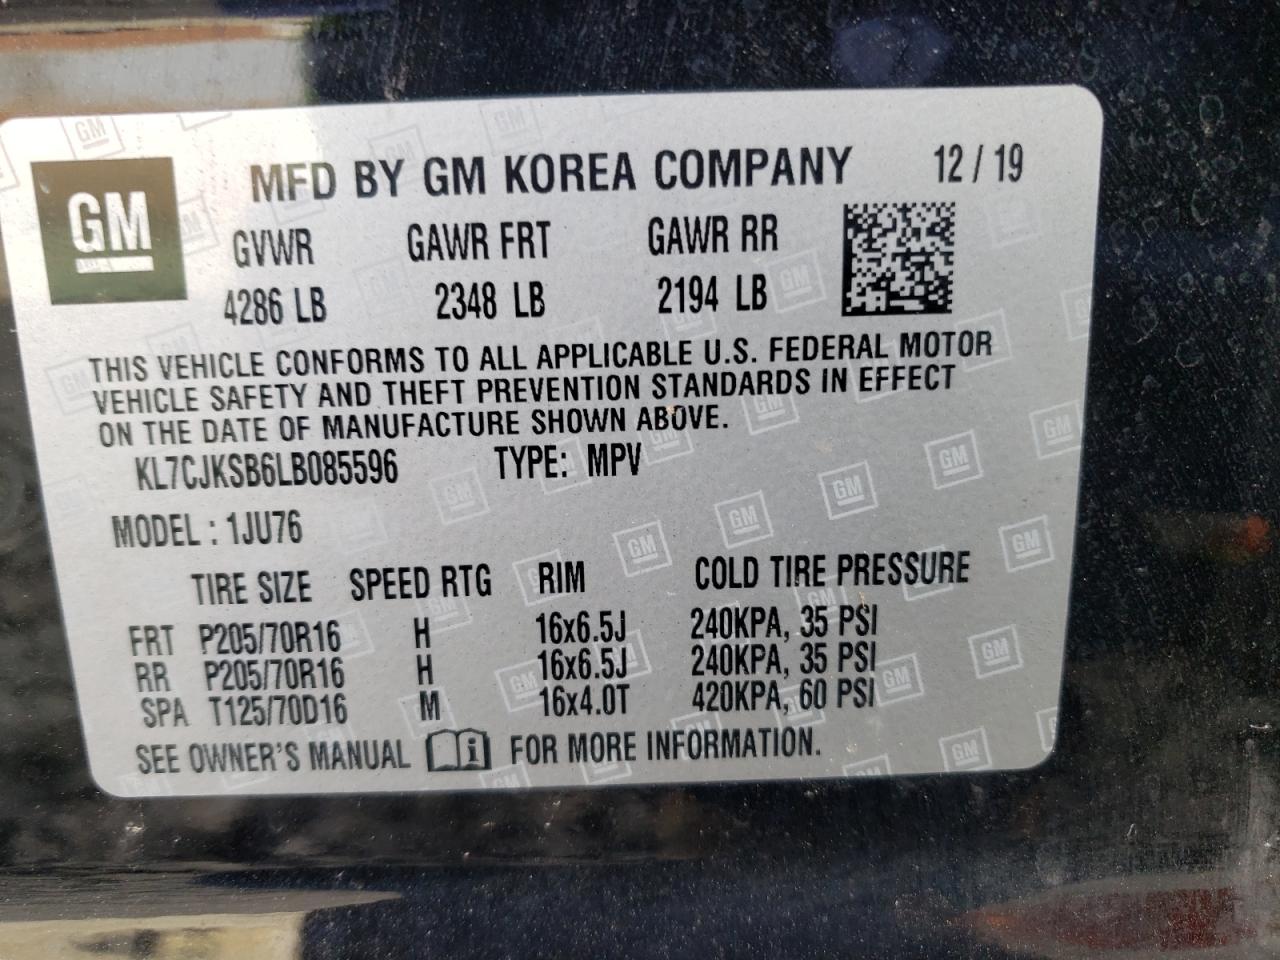 GM
MFD BY GM KOREA COMPANY 12 / 19
GVWR GAWR FRT GAWR RR
4286 LB 2348 LB 2194 LB
THIS VEHICLE CONFORMS TO ALL APPLICABLE U.S. FEDERAL MOTOR
VEHICLE SAFETY AND THEFT PREVENTION STANDARDS IN EFFECT
ON THE DATE OF MANUFACTURE SHOWN ABOVE.
KL7CJKSB6LB085596 TYPE: MPV
MODEL : 1JU76
TIRE SIZE SPEED RTG RIM COLD TIRE PRESSURE
FRT P205/70R16 H 16x6.5J 240KPA, 35 PSI
RR P205/70R16 H 16x6.5J 240KPA, 35 PSI
SPA T125/70D16 M 16x4.0T 420KPA, 60 PSI
SEE OWNER'S MANUAL i FOR MORE INFORMATION.